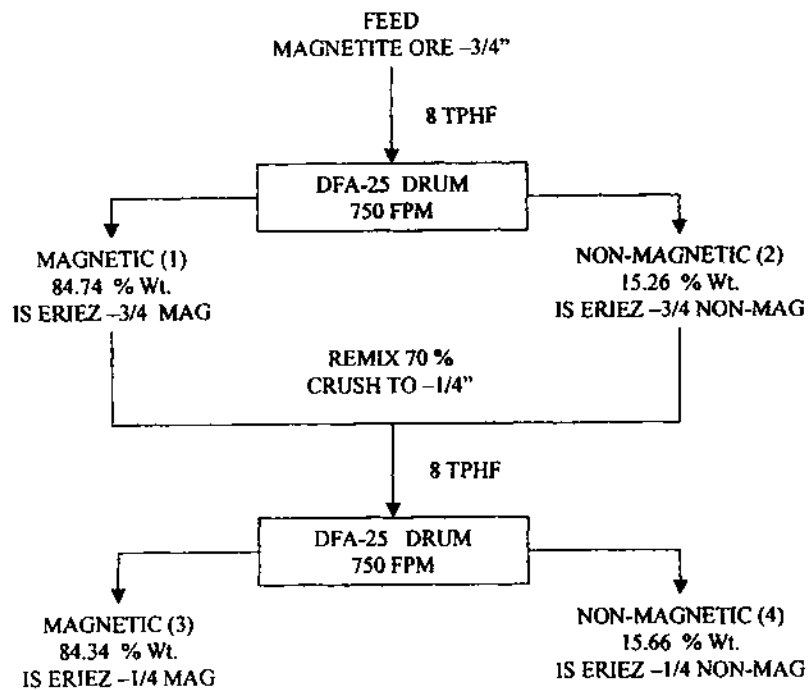 FEED
MAGNETITE ORE –3/4"
8 TPHF
DFA-25 DRUM
750 FPM
MAGNETIC (1)
84.74 % Wt.
IS ERIEZ –3/4 MAG
NON-MAGNETIC (2)
15.26 % Wt.
IS ERIEZ –3/4 NON-MAG
REMIX 70 %
CRUSH TO –1/4"
8 TPHF
DFA-25 DRUM
750 FPM
MAGNETIC (3)
84.34 % Wt.
IS ERIEZ –1/4 MAG
NON-MAGNETIC (4)
15.66 % Wt.
IS ERIEZ –1/4 NON-MAG